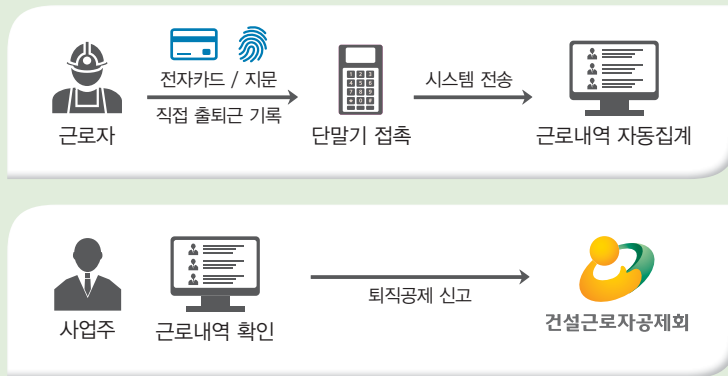 전자카드 / 지문
직접 출퇴근 기록
시스템 전송
근로자
단말기 접촉
근로내역 자동집계
퇴직공제 신고
사업주
근로내역 확인
건설근로자공제회